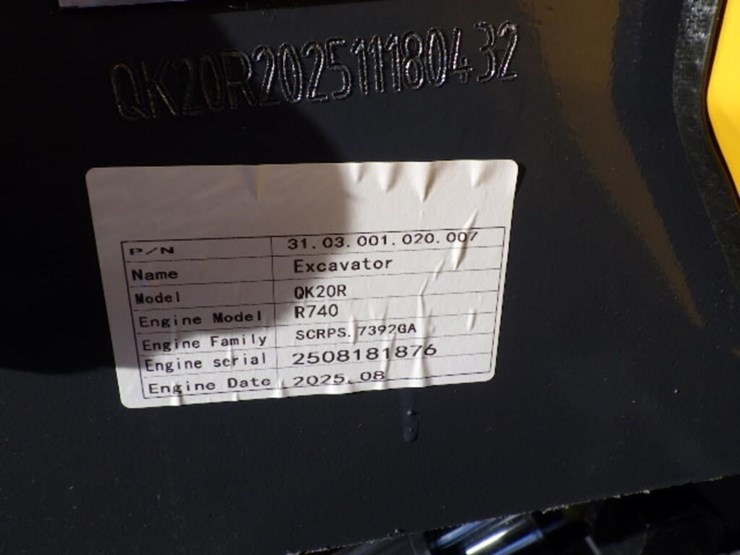 QK20R202511180432
P/N 31.03.001.020.007
Name Excavator
Model QK20R
Engine Model R740
Engine Family SCRPS.7392GA
Engine serial 2508181876
Engine Date 2025.08